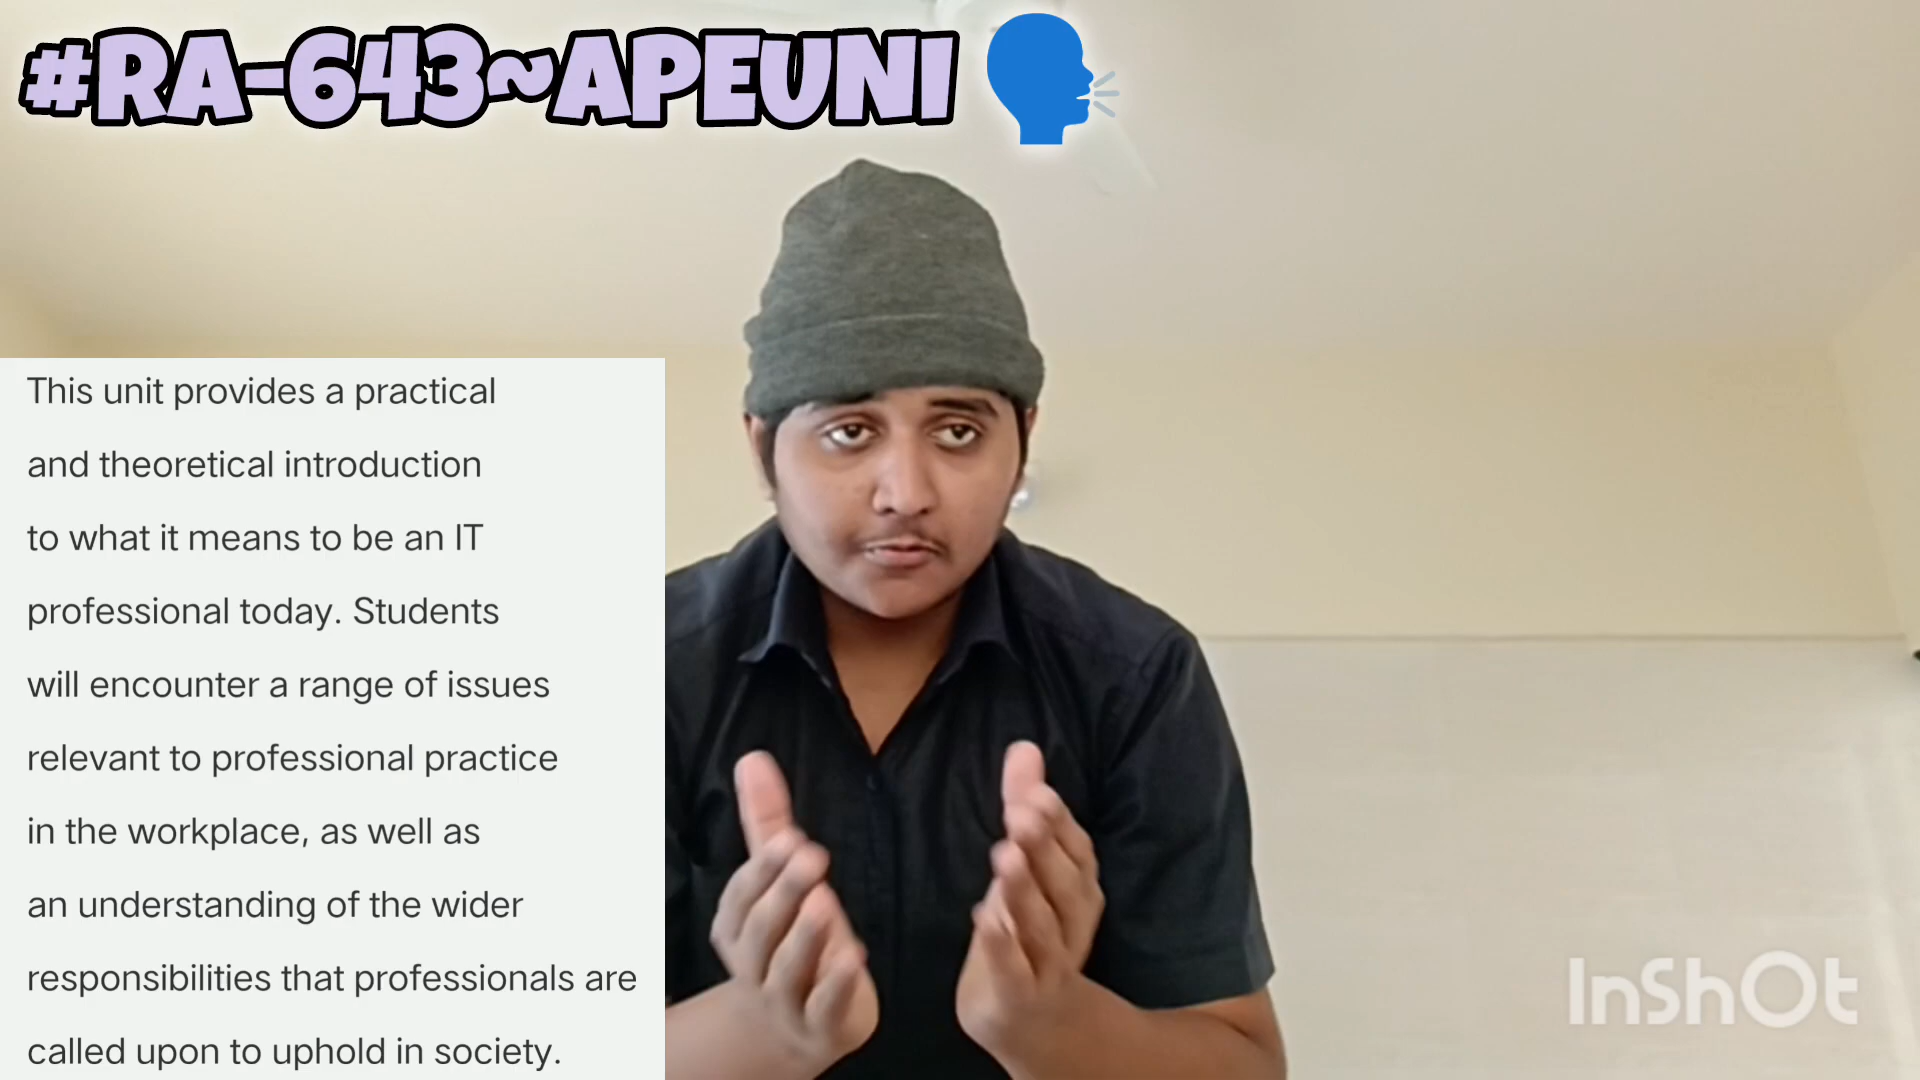 #RA-643~APEUNI
This unit provides a practical
and theoretical introduction
to what it means to be an IT
professional today. Students
will encounter a range of issues
relevant to professional practice
in the workplace, as well as
an understanding of the wider
responsibilities that professionals are
called upon to uphold in society.
InShOt